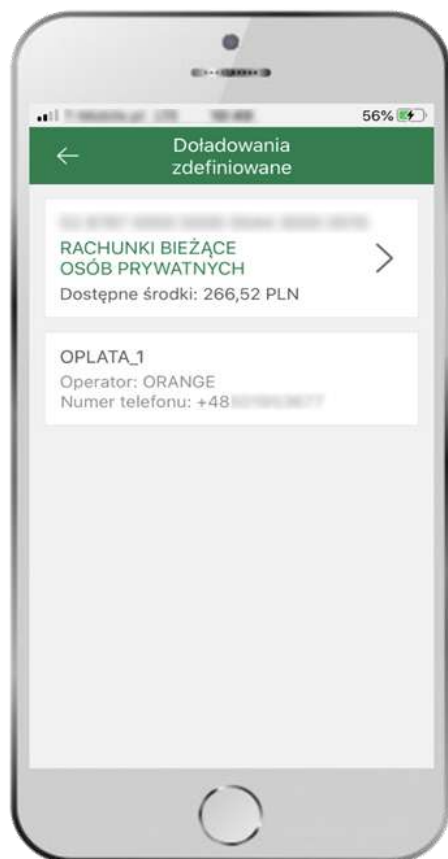 56%
Doładowania
zdefiniowane
RACHUNKI BIEŻĄCE
OSÓB PRYWATNYCH
Dostępne środki: 266,52 PLN
OPLATA_1
Operator: ORANGE
Numer telefonu: +48